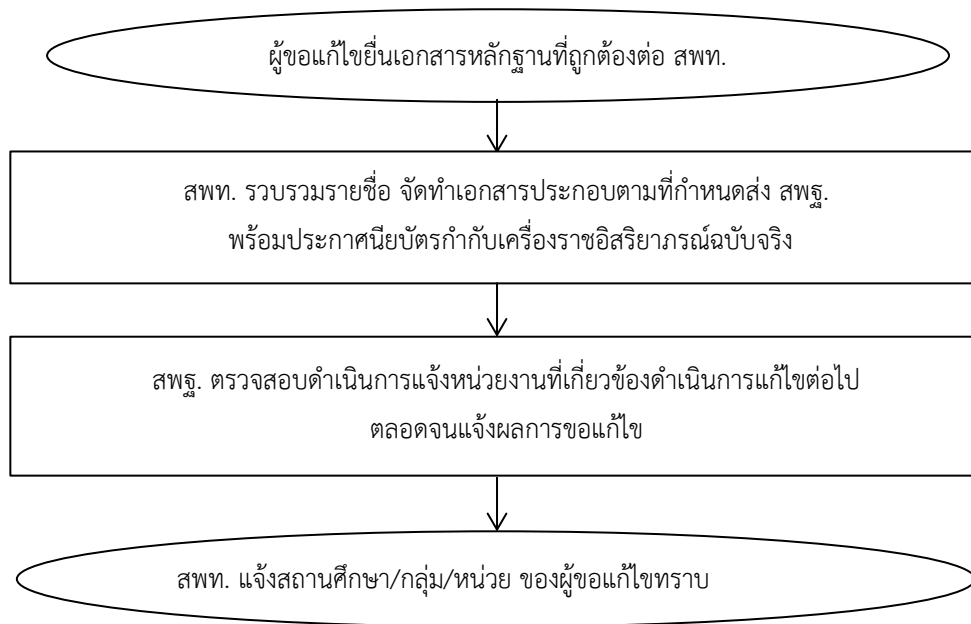 ผู้ขอแก้ไขยื่นเอกสารหลักฐานที่ถูกต้องต่อ สพท.
สพท. รวบรวมรายชื่อ จัดทำเอกสารประกอบตามที่กำหนดส่ง สพฐ.
พร้อมประกาศนียบัตรกำกับเครื่องราชอิสริยาภรณ์ฉบับจริง
สพฐ. ตรวจสอบดำเนินการแจ้งหน่วยงานที่เกี่ยวข้องดำเนินการแก้ไขต่อไป
ตลอดจนแจ้งผลการขอแก้ไข
สพท. แจ้งสถานศึกษา/กลุ่ม/หน่วย ของผู้ขอแก้ไขทราบ